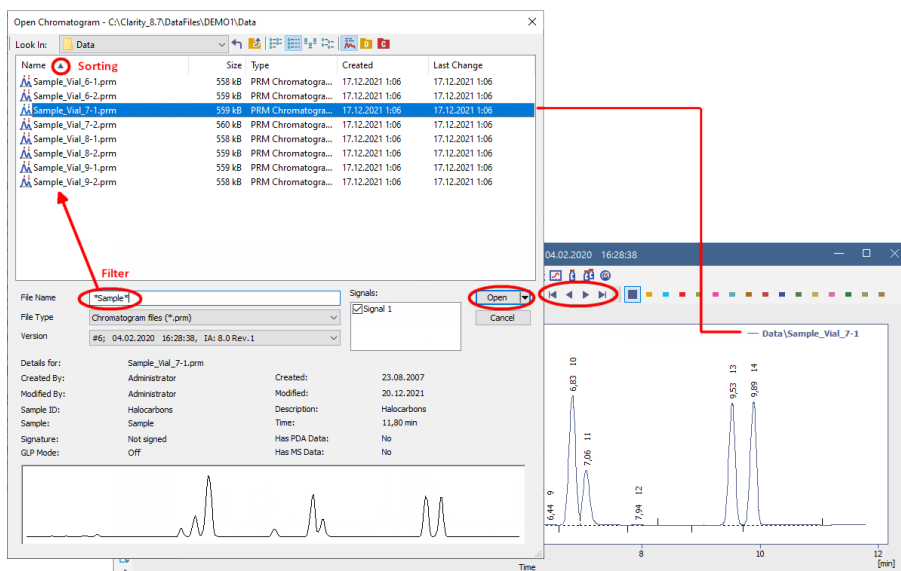 Open Chromatogram - C:\Clarity_8.7\DataFiles\DEMO1\Data
Look In: Data
Name Sorting Size Type Created Last Change
Sample_Vial_6-1.prm 558 kB PRM Chromatogra... 17.12.2021 1:06 17.12.2021 1:06
Sample_Vial_6-2.prm 559 kB PRM Chromatogra... 17.12.2021 1:06 17.12.2021 1:06
Sample_Vial_7-1.prm 559 kB PRM Chromatogra... 17.12.2021 1:06 17.12.2021 1:06
Sample_Vial_7-2.prm 560 kB PRM Chromatogra... 17.12.2021 1:06 17.12.2021 1:06
Sample_Vial_8-1.prm 558 kB PRM Chromatogra... 17.12.2021 1:06 17.12.2021 1:06
Sample_Vial_8-2.prm 559 kB PRM Chromatogra... 17.12.2021 1:06 17.12.2021 1:06
Sample_Vial_9-1.prm 559 kB PRM Chromatogra... 17.12.2021 1:06 17.12.2021 1:06
Sample_Vial_9-2.prm 558 kB PRM Chromatogra... 17.12.2021 1:06 17.12.2021 1:06
Filter
File Name *Sample*
Signals:
Signal 1
Open
Cancel
File Type Chromatogram files (*.prm)
Version #6; 04.02.2020 16:28:38, IA: 8.0 Rev.1
Details for: Sample_Vial_7-1.prm
Created By: Administrator Created: 23.08.2007
Modified By: Administrator Modified: 20.12.2021
Sample ID: Halocarbons Description: Halocarbons
Sample: Sample Time: 11,80 min
Signature: Not signed Has PDA Data: No
GLP Mode: Off Has MS Data: No
04.02.2020 16:28:38
Data\Sample_Vial_7-1
6,44 9
6,83 10
7,06 11
7,94 12
9,53 13
9,89 14
8 10 12
[min]
Time